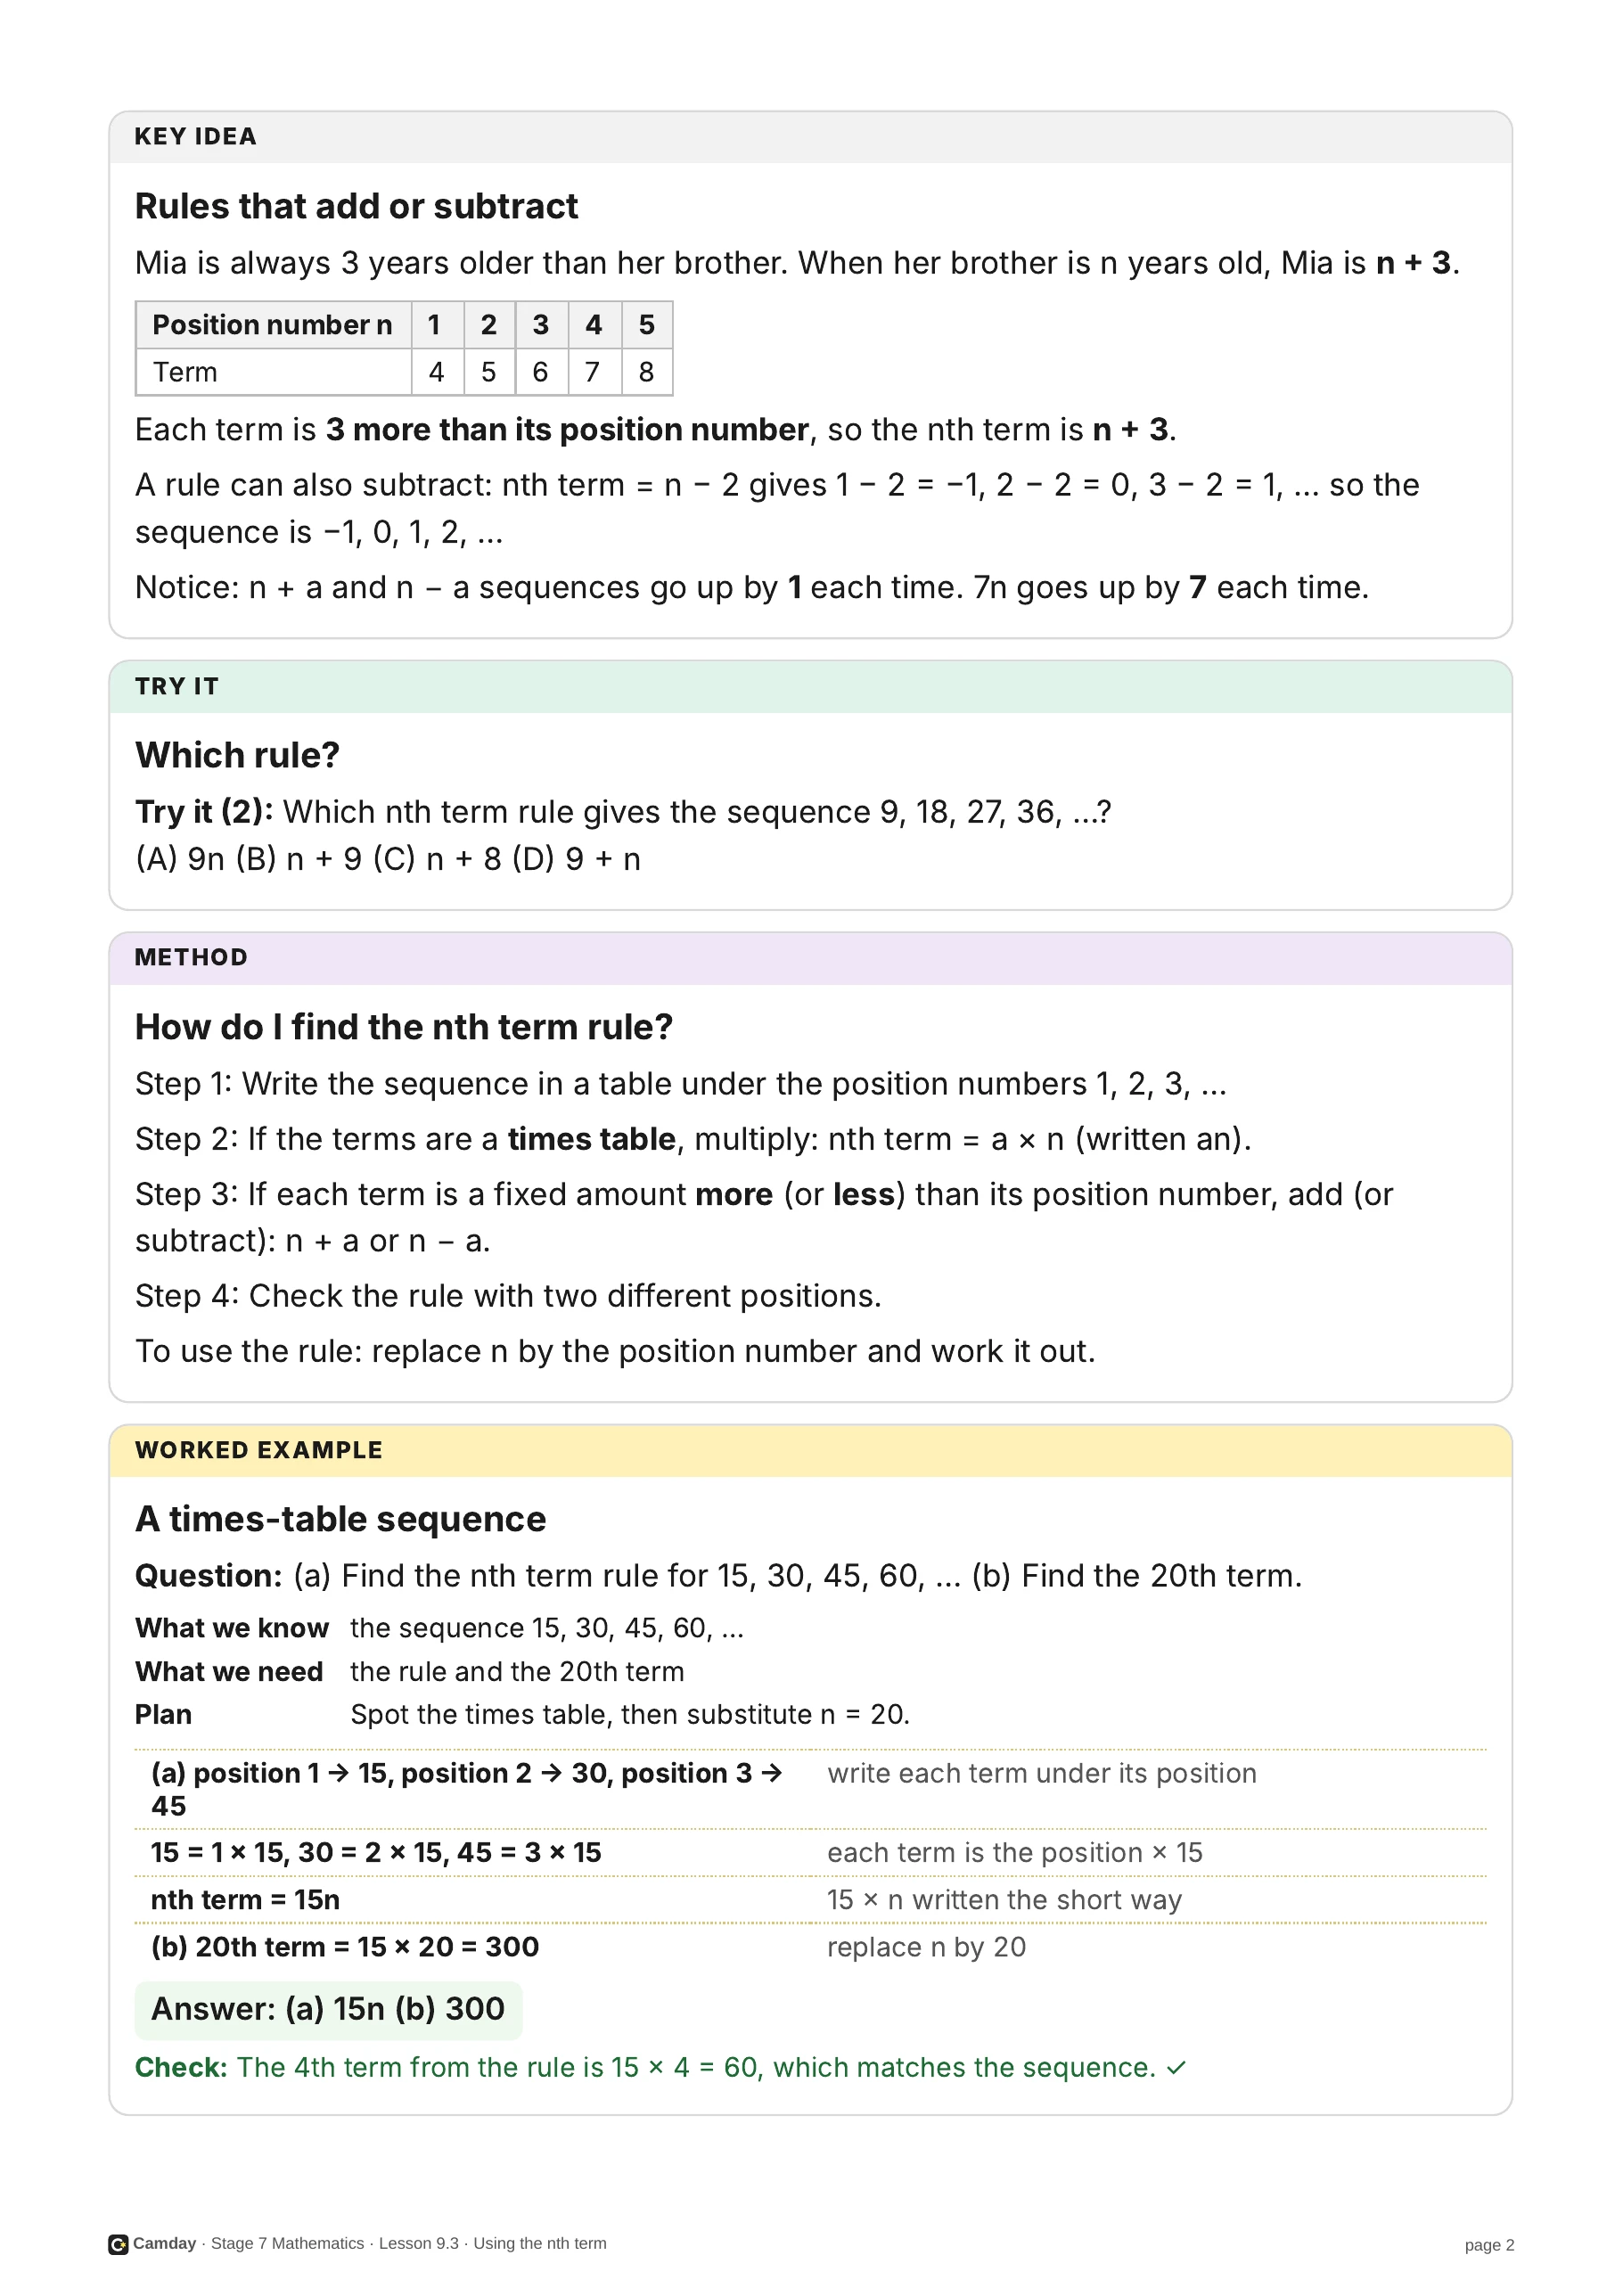 KEY IDEA
Rules that add or subtract
Mia is always 3 years older than her brother. When her brother is n years old, Mia is n + 3.
Position number n 1 2 3 4 5
Term 4 5 6 7 8
Each term is 3 more than its position number, so the nth term is n + 3.
A rule can also subtract: nth term = n − 2 gives 1 − 2 = −1, 2 − 2 = 0, 3 − 2 = 1, … so the
sequence is −1, 0, 1, 2, …
Notice: n + a and n − a sequences go up by 1 each time. 7n goes up by 7 each time.
TRY IT
Which rule?
Try it (2): Which nth term rule gives the sequence 9, 18, 27, 36, …?
(A) 9n (B) n + 9 (C) n + 8 (D) 9 + n
METHOD
How do I find the nth term rule?
Step 1: Write the sequence in a table under the position numbers 1, 2, 3, …
Step 2: If the terms are a times table, multiply: nth term = a × n (written an).
Step 3: If each term is a fixed amount more (or less) than its position number, add (or
subtract): n + a or n − a.
Step 4: Check the rule with two different positions.
To use the rule: replace n by the position number and work it out.
WORKED EXAMPLE
A times-table sequence
Question: (a) Find the nth term rule for 15, 30, 45, 60, … (b) Find the 20th term.
What we know the sequence 15, 30, 45, 60, …
What we need the rule and the 20th term
Plan Spot the times table, then substitute n = 20.
(a) position 1 → 15, position 2 → 30, position 3 → write each term under its position
45
15 = 1 × 15, 30 = 2 × 15, 45 = 3 × 15 each term is the position × 15
nth term = 15n 15 × n written the short way
(b) 20th term = 15 × 20 = 300 replace n by 20
Answer: (a) 15n (b) 300
Check: The 4th term from the rule is 15 × 4 = 60, which matches the sequence. ✓
Camday · Stage 7 Mathematics · Lesson 9.3 · Using the nth term page 2